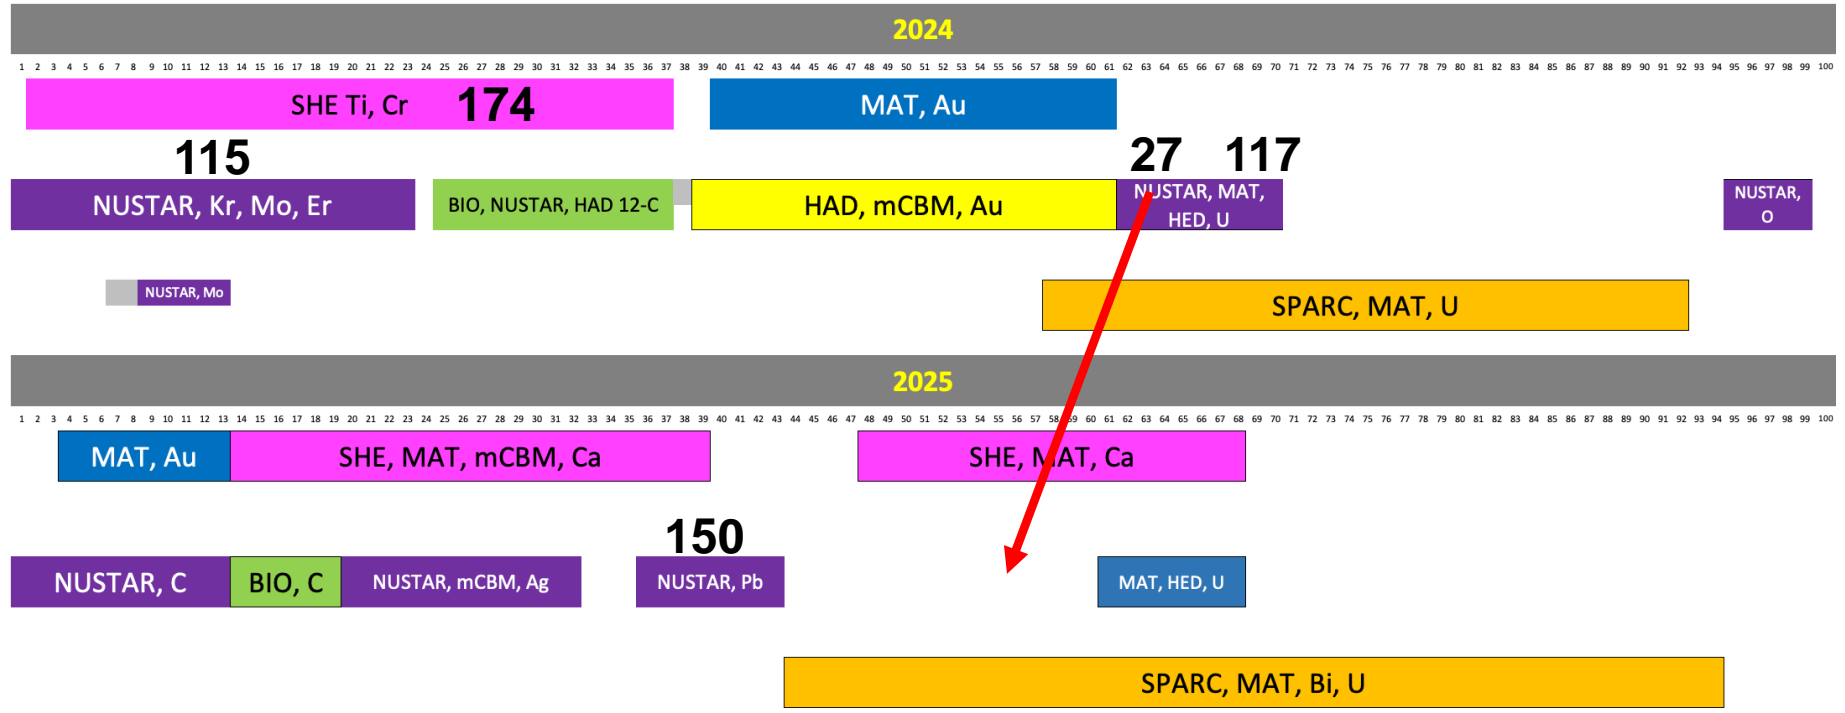 2024
1 2 3 4 5 6 7 8 9 10 11 12 13 14 15 16 17 18 19 20 21 22 23 24 25 26 27 28 29 30 31 32 33 34 35 36 37 38 39 40 41 42 43 44 45 46 47 48 49 50 51 52 53 54 55 56 57 58 59 60 61 62 63 64 65 66 67 68 69 70 71 72 73 74 75 76 77 78 79 80 81 82 83 84 85 86 87 88 89 90 91 92 93 94 95 96 97 98 99 100
SHE Ti, Cr 174
MAT, Au
115
27 117
NUSTAR, Kr, Mo, Er
BIO, NUSTAR, HAD 12-C
HAD, mCBM, Au
NUSTAR, MAT,
HED, U
NUSTAR,
O
NUSTAR, Mo
SPARC, MAT, U
2025
1 2 3 4 5 6 7 8 9 10 11 12 13 14 15 16 17 18 19 20 21 22 23 24 25 26 27 28 29 30 31 32 33 34 35 36 37 38 39 40 41 42 43 44 45 46 47 48 49 50 51 52 53 54 55 56 57 58 59 60 61 62 63 64 65 66 67 68 69 70 71 72 73 74 75 76 77 78 79 80 81 82 83 84 85 86 87 88 89 90 91 92 93 94 95 96 97 98 99 100
MAT, Au
SHE, MAT, mCBM, Ca
SHE, MAT, Ca
150
NUSTAR, C
BIO, C
NUSTAR, mCBM, Ag
NUSTAR, Pb
MAT, HED, U
SPARC, MAT, Bi, U